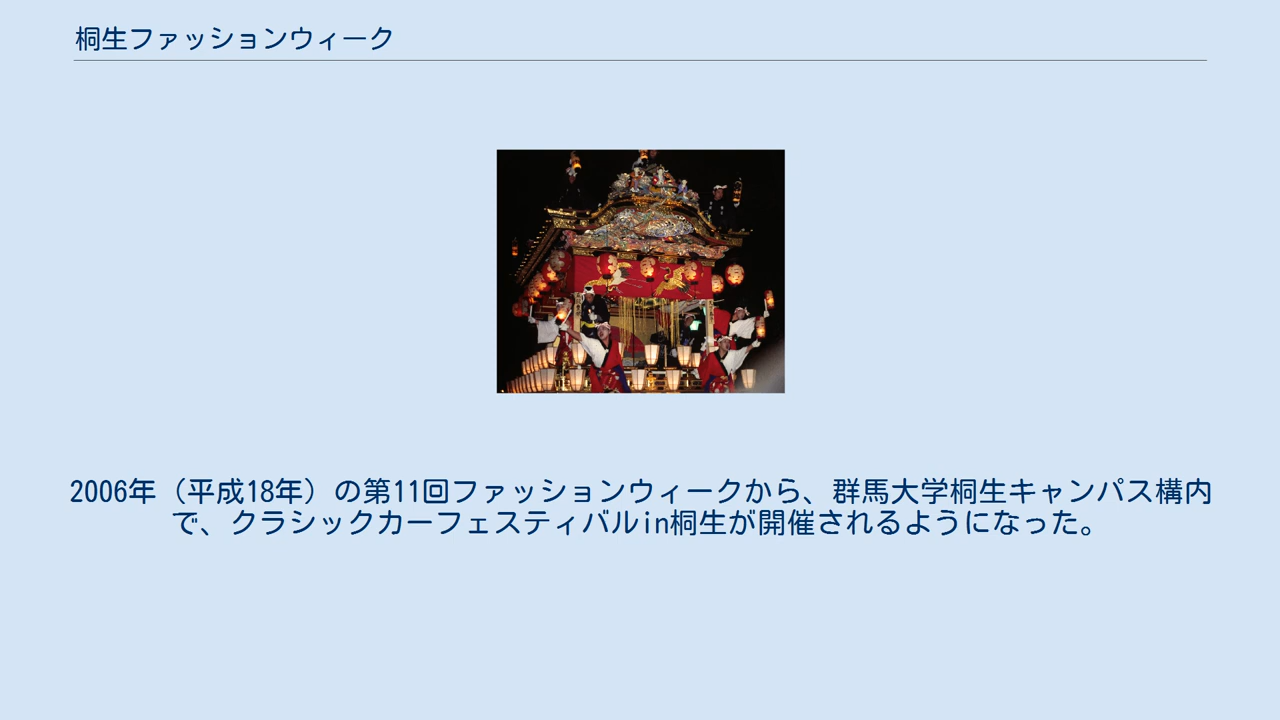 桐生ファッションウィーク
2006年（平成18年）の第11回ファッションウィークから、群馬大学桐生キャンパス構内
で、クラシックカーフェスティバルin桐生が開催されるようになった。